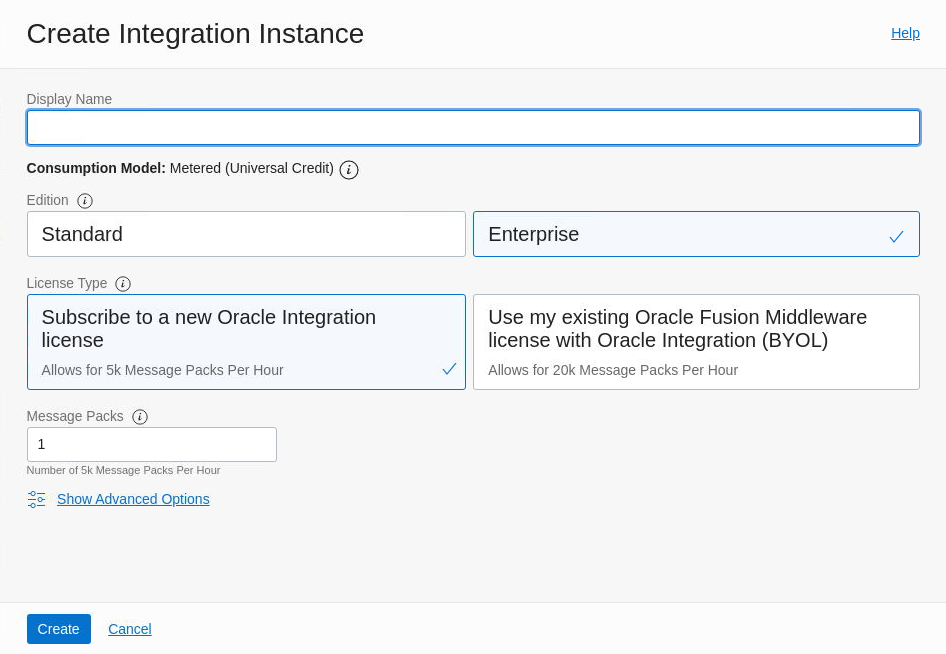 Create Integration Instance
Help
Display Name
Consumption Model: Metered (Universal Credit)
Edition
Standard
Enterprise
License Type
Subscribe to a new Oracle Integration
license
Allows for 5k Message Packs Per Hour
Use my existing Oracle Fusion Middleware
license with Oracle Integration (BYOL)
Allows for 20k Message Packs Per Hour
Message Packs
1
Number of 5k Message Packs Per Hour
Show Advanced Options
Create
Cancel